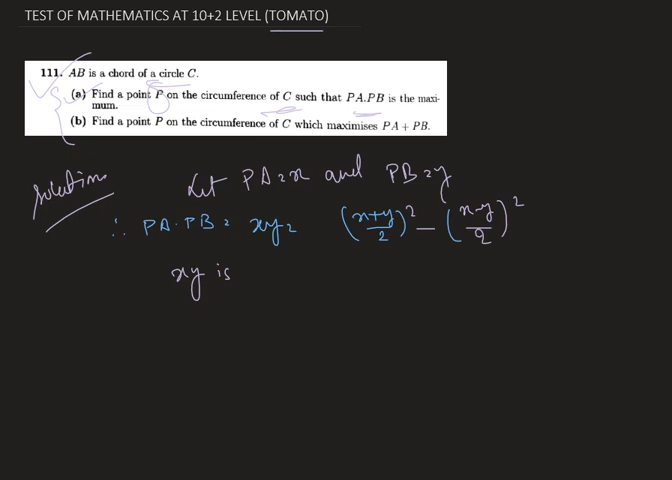 TEST OF MATHEMATICS AT 10+2 LEVEL (TOMATO)
111. AB is a chord of a circle C.
(a) Find a point P on the circumference of C such that PA.PB is the maxi-
mum.
(b) Find a point P on the circumference of C which maximises PA + PB.
Solution
Let PA = x and PB = y
∴ PA · PB = xy = ((x+y)/2)² − ((x−y)/2)²
xy is